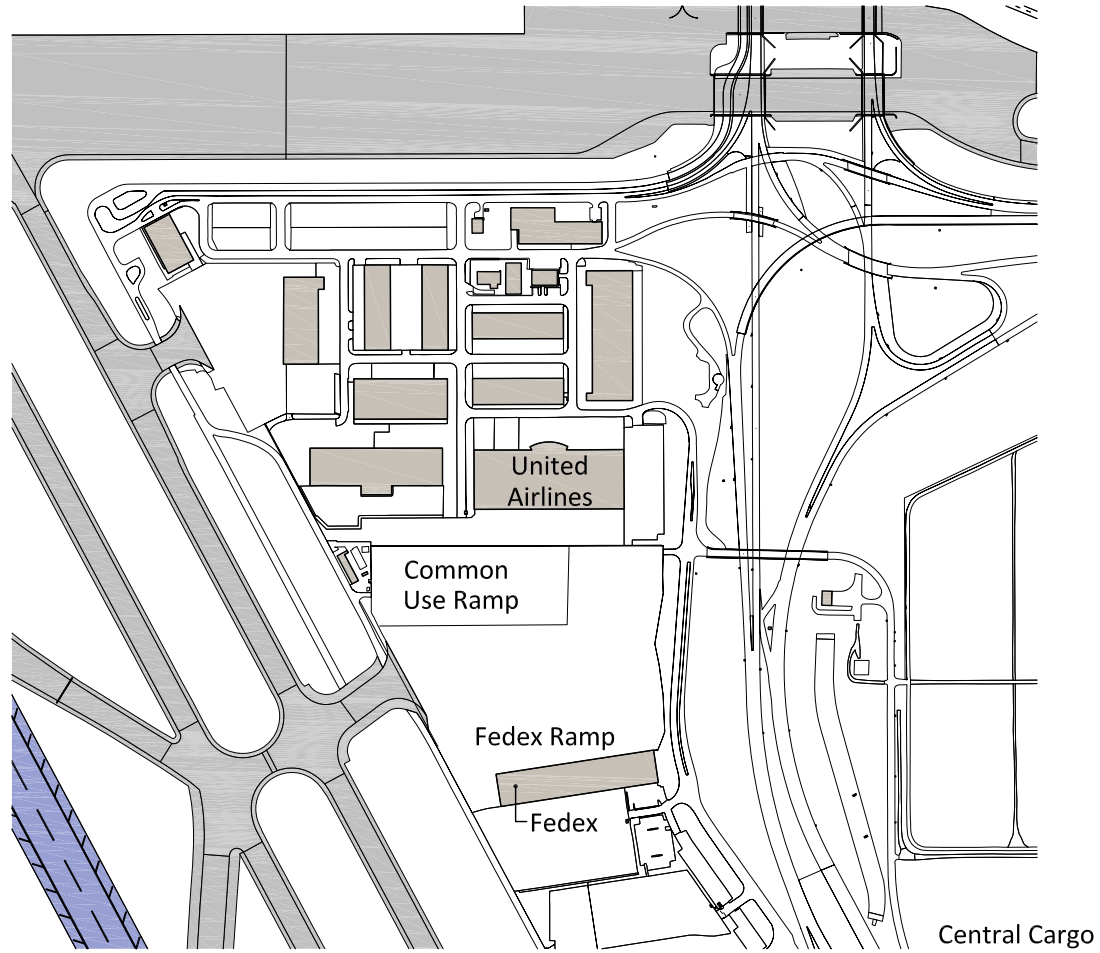 United
Airlines
Common
Use Ramp
Fedex Ramp
Fedex
Central Cargo